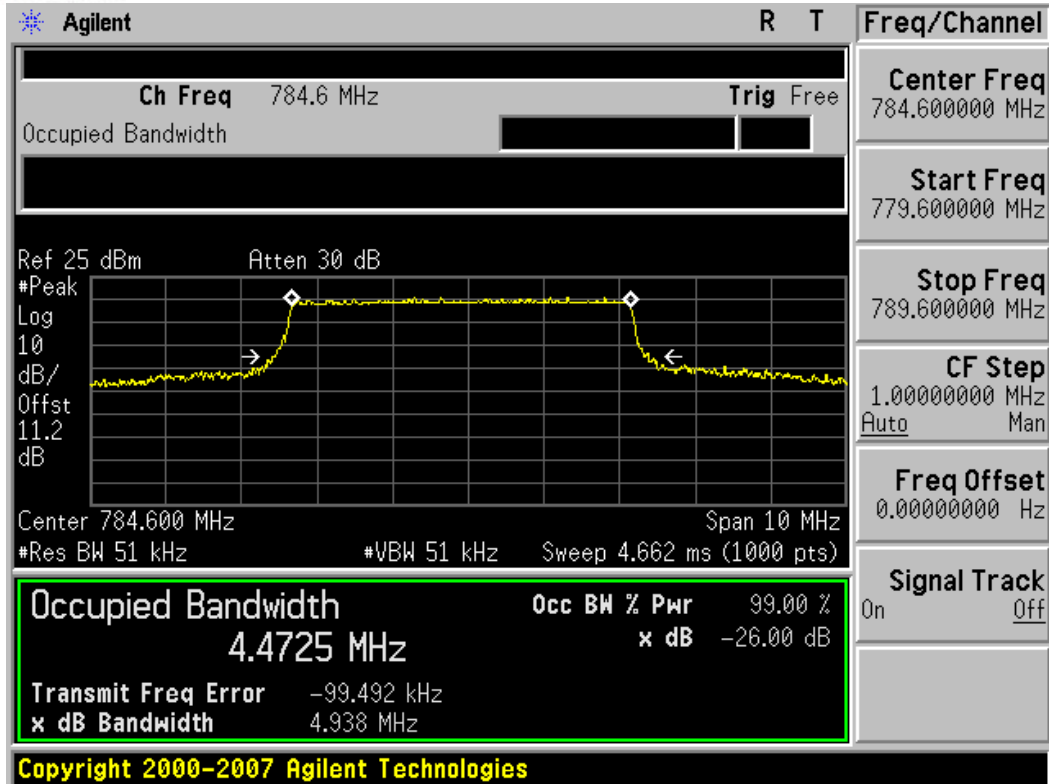 Agilent R T
Ch Freq 784.6 MHz Trig Free
Occupied Bandwidth
Ref 25 dBm Atten 30 dB
#Peak
Log
10
dB/
Offst
11.2
dB
Center 784.600 MHz Span 10 MHz
#Res BW 51 kHz #VBW 51 kHz Sweep 4.662 ms (1000 pts)
Occupied Bandwidth
4.4725 MHz
Occ BW % Pwr 99.00 %
x dB -26.00 dB
Transmit Freq Error -99.492 kHz
x dB Bandwidth 4.938 MHz
Copyright 2000-2007 Agilent Technologies
Freq/Channel
Center Freq
784.600000 MHz
Start Freq
779.600000 MHz
Stop Freq
789.600000 MHz
CF Step
1.00000000 MHz
Auto Man
Freq Offset
0.00000000 Hz
Signal Track
On Off